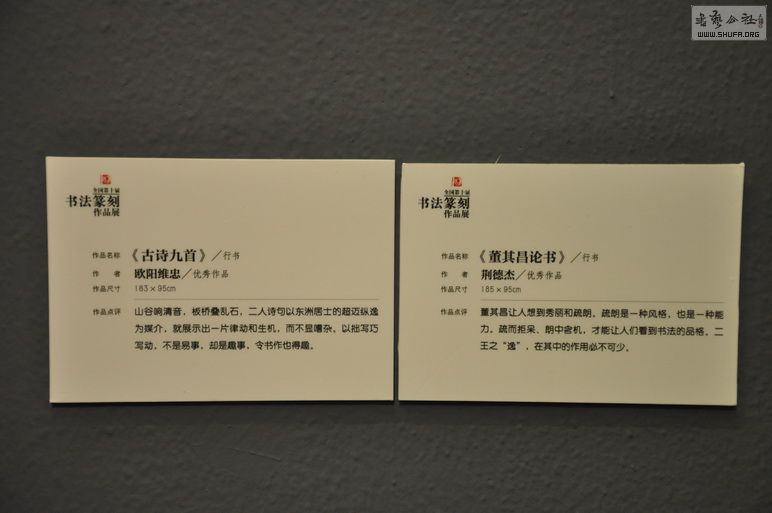 书艺公社
WWW.SHUFA.ORG
全国第十届
书法篆刻
作品展
作品名称 《古诗九首》／行书
作 者 欧阳维忠／优秀作品
作品尺寸 183×95cm
作品点评 山谷响清音，板桥叠乱石，二人诗句以东洲居士的超迈纵逸
为媒介，就展示出一片律动和生机，而不显嘈杂。以拙写巧
写动，不是易事，却是趣事，令书作也得趣。
全国第十届
书法篆刻
作品展
作品名称 《董其昌论书》／行书
作 者 荆德杰／优秀作品
作品尺寸 185×95cm
作品点评 董其昌让人想到秀丽和疏朗。疏朗是一种风格，也是一种能
力。疏而拒呆、朗中含机，才能让人们看到书法的品格。二
王之“逸”，在其中的作用必不可少。